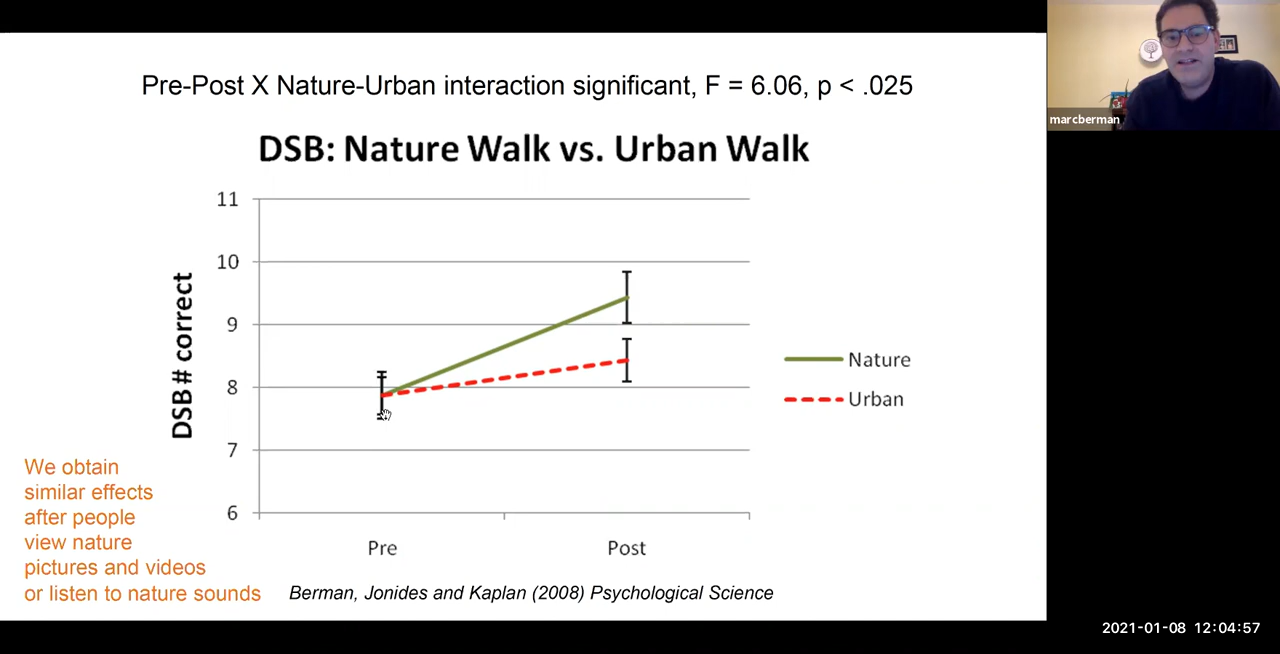 Pre-Post X Nature-Urban interaction significant, F = 6.06, p < .025
marcberman
DSB: Nature Walk vs. Urban Walk
11
10
9
8
7
6
DSB# correct
Pre
Post
Nature
Urban
We obtain
similar effects
after people
view nature
pictures and videos
or listen to nature sounds
Berman, Jonides and Kaplan (2008) Psychological Science
2021-01-08 12:04:57